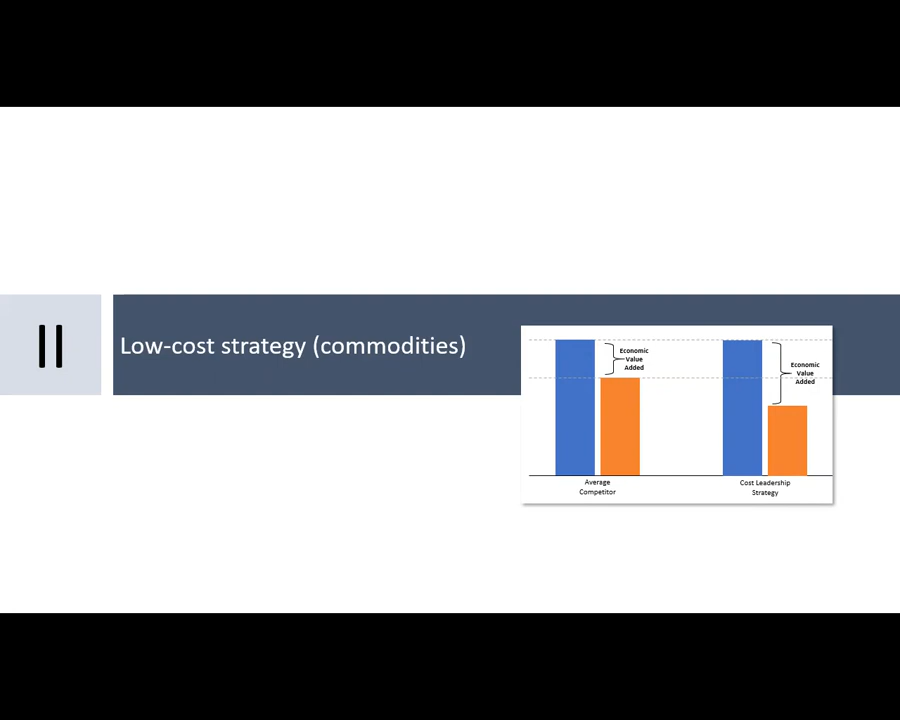 II
Low-cost strategy (commodities)
Economic
Value
Added
Economic
Value
Added
Average
Competitor
Cost Leadership
Strategy